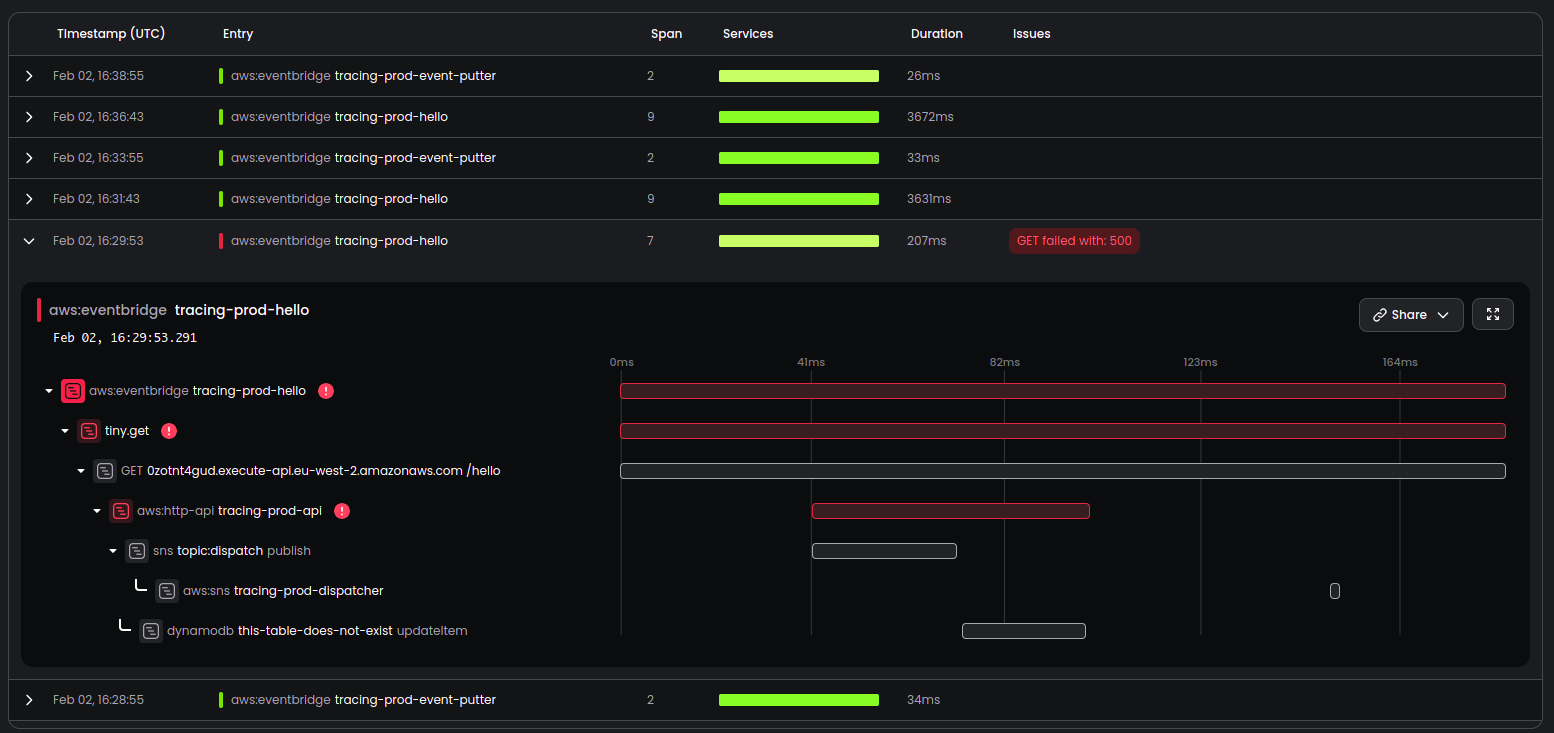 Timestamp (UTC) Entry Span Services Duration Issues
Feb 02, 16:38:55 aws:eventbridge tracing-prod-event-putter 2 26ms
Feb 02, 16:36:43 aws:eventbridge tracing-prod-hello 9 3672ms
Feb 02, 16:33:55 aws:eventbridge tracing-prod-event-putter 2 33ms
Feb 02, 16:31:43 aws:eventbridge tracing-prod-hello 9 3631ms
Feb 02, 16:29:53 aws:eventbridge tracing-prod-hello 7 207ms GET failed with: 500
aws:eventbridge tracing-prod-hello Share
Feb 02, 16:29:53.291
0ms 41ms 82ms 123ms 164ms
aws:eventbridge tracing-prod-hello !
tiny.get !
GET 0zotnt4gud.execute-api.eu-west-2.amazonaws.com /hello
aws:http-api tracing-prod-api !
sns topic:dispatch publish
aws:sns tracing-prod-dispatcher
dynamodb this-table-does-not-exist updateItem
Feb 02, 16:28:55 aws:eventbridge tracing-prod-event-putter 2 34ms